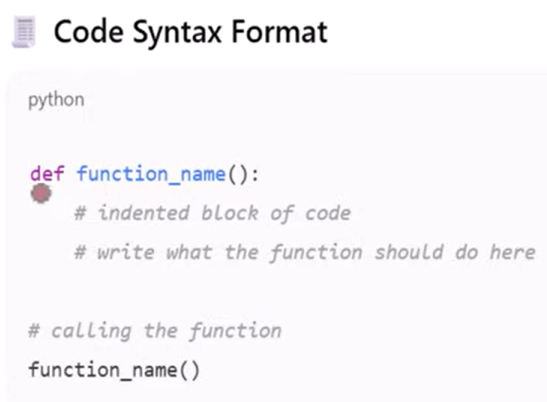 Code Syntax Format
python
def function_name():
# indented block of code
# write what the function should do here
# calling the function
function_name()